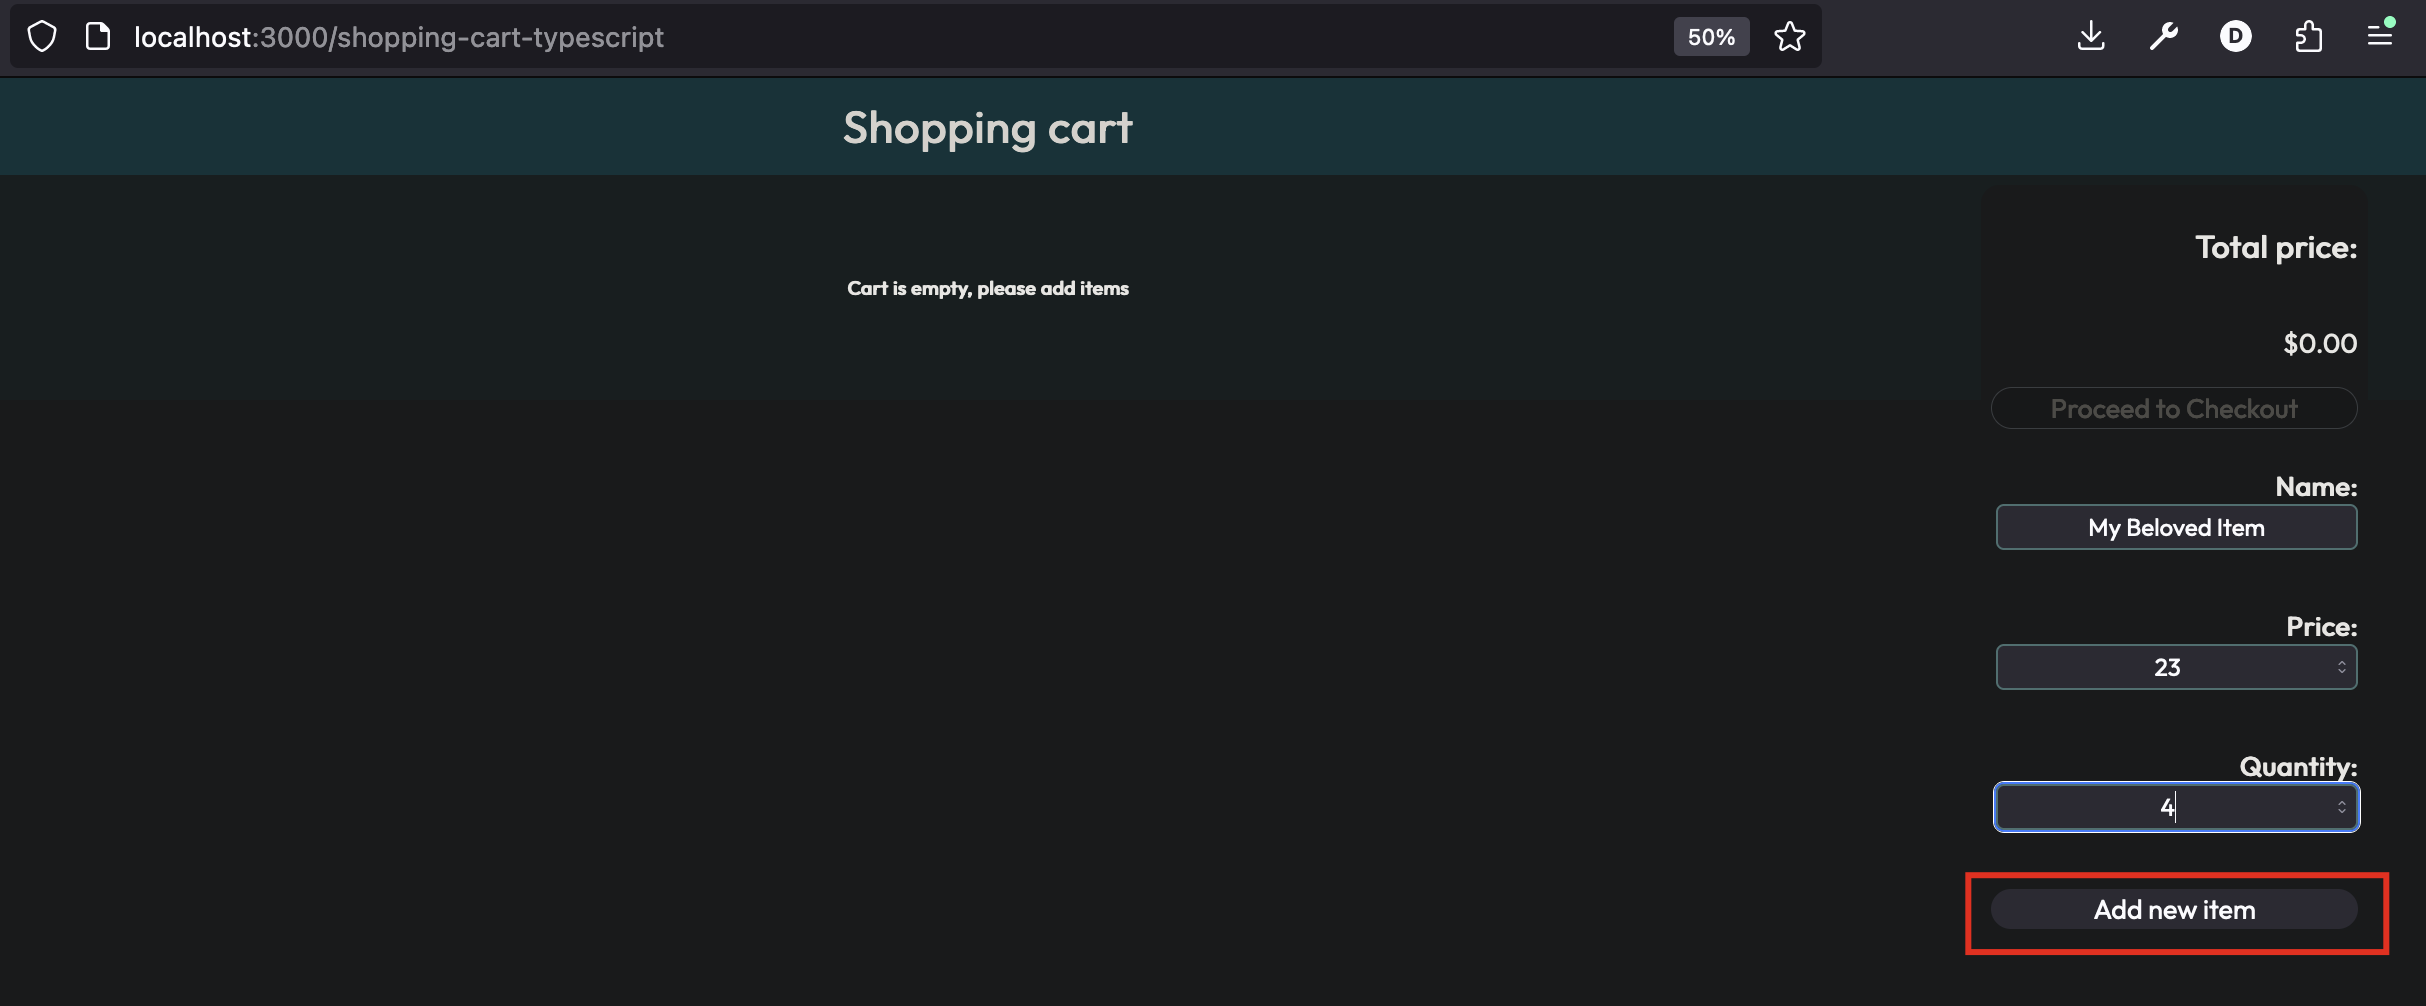 localhost:3000/shopping-cart-typescript
50%
D
Shopping cart
Cart is empty, please add items
Total price:
$0.00
Proceed to Checkout
Name:
My Beloved Item
Price:
23
Quantity:
4
Add new item